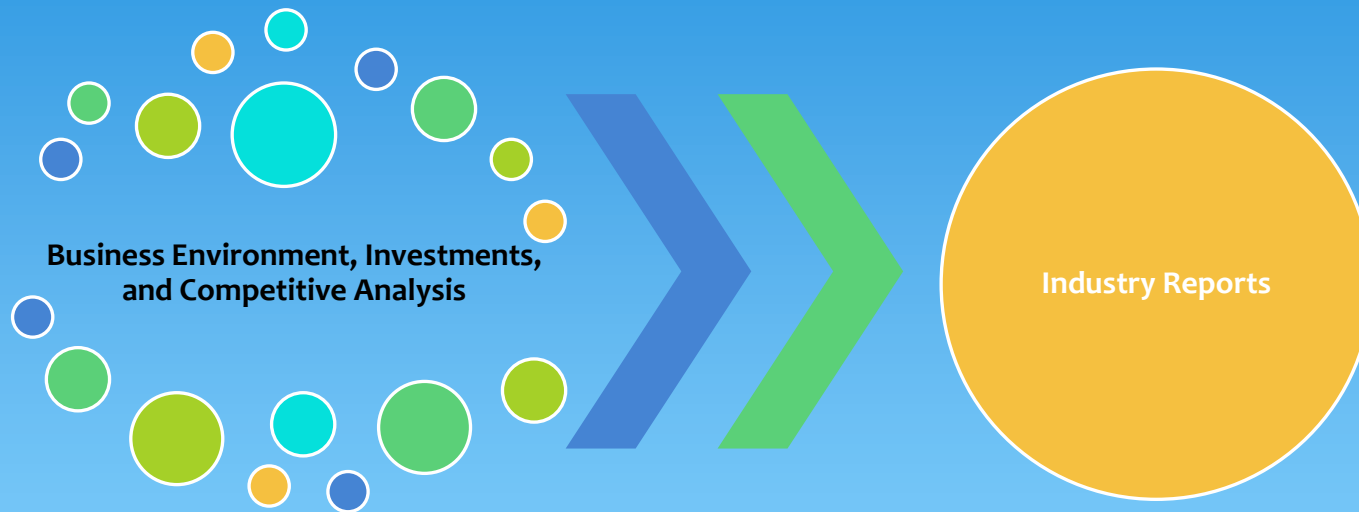 Business Environment, Investments,
and Competitive Analysis
Industry Reports